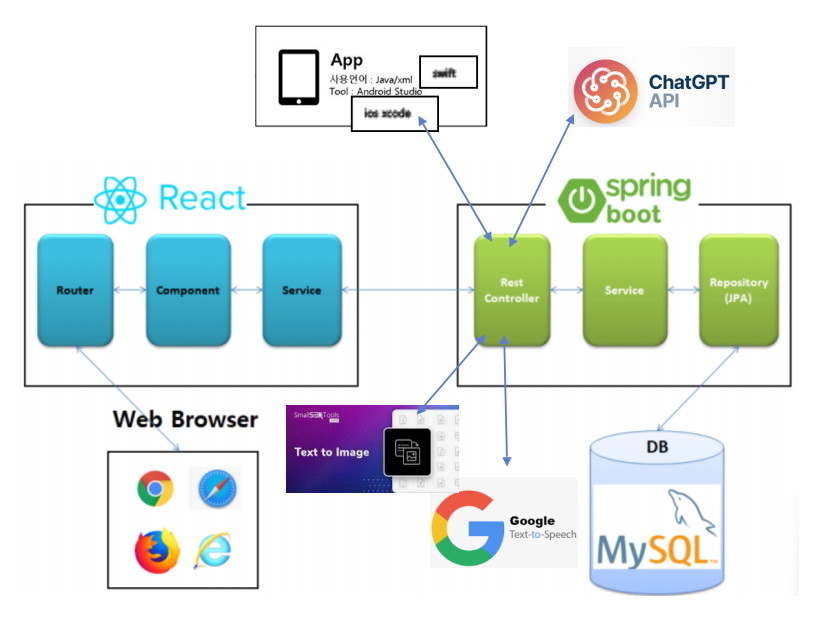 App
사용언어 : Java/xml
swift
Tool : Android Studio
ios xcode
ChatGPT
API
React
spring
boot
Router
Component
Service
Rest
Controller
Service
Repository
(JPA)
Web Browser
SmallSEOTools
Text to Image
Google
Text-to-Speech
DB
MySQL